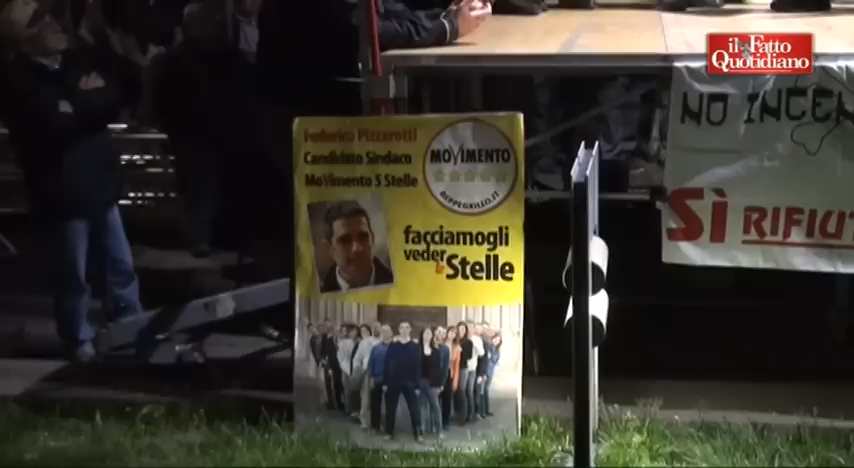 il Fatto
Quotidiano
Federico Pizzarotti
Candidato Sindaco
MoVimento 5 Stelle
MOVIMENTO
BEPPEGRILLO.IT
facciamogli
veder le
Stelle
NO INCEN
SÌ RIFIUT